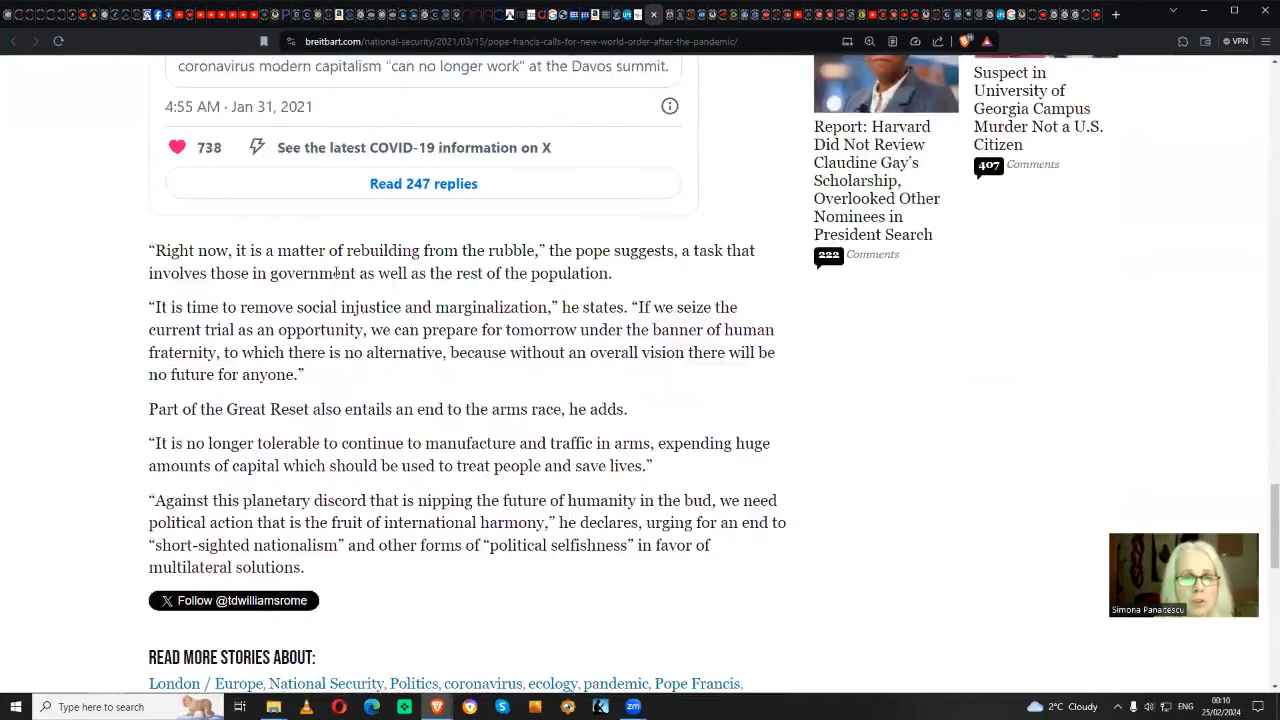 breitbart.com/national-security/2021/03/15/pope-francis-calls-for-new-world-order-after-the-pandemic/
VPN
coronavirus modern capitalism "can no longer work" at the Davos summit.
4:55 AM · Jan 31, 2021
738 See the latest COVID-19 information on X
Read 247 replies
“Right now, it is a matter of rebuilding from the rubble,” the pope suggests, a task that
involves those in government as well as the rest of the population.
“It is time to remove social injustice and marginalization,” he states. “If we seize the
current trial as an opportunity, we can prepare for tomorrow under the banner of human
fraternity, to which there is no alternative, because without an overall vision there will be
no future for anyone.”
Part of the Great Reset also entails an end to the arms race, he adds.
“It is no longer tolerable to continue to manufacture and traffic in arms, expending huge
amounts of capital which should be used to treat people and save lives.”
“Against this planetary discord that is nipping the future of humanity in the bud, we need
political action that is the fruit of international harmony,” he declares, urging for an end to
“short-sighted nationalism” and other forms of “political selfishness” in favor of
multilateral solutions.
Follow @tdwilliamsrome
READ MORE STORIES ABOUT:
London / Europe, National Security, Politics, coronavirus, ecology, pandemic, Pope Francis,
Report: Harvard
Did Not Review
Claudine Gay’s
Scholarship,
Overlooked Other
Nominees in
President Search
222 Comments
Suspect in
University of
Georgia Campus
Murder Not a U.S.
Citizen
407 Comments
Simona Panaitescu
Type here to search
2°C Cloudy
ENG
00:10
25/02/2024